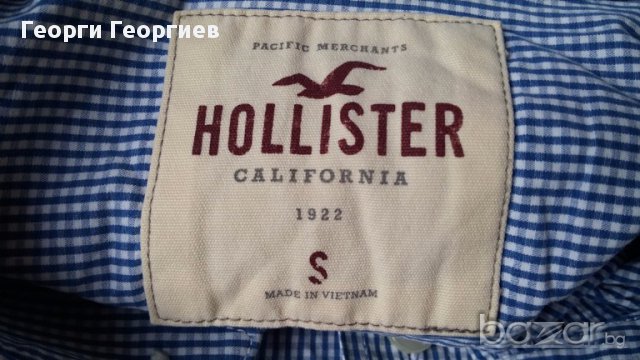 Георги Георгиев
PACIFIC MERCHANTS
HOLLISTER
CALIFORNIA
1922
S
MADE IN VIETNAM
bazar.bg